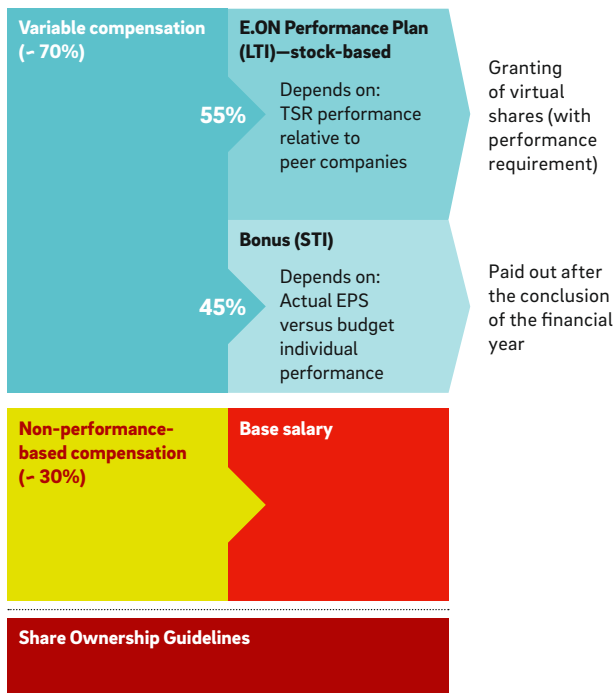 Variable compensation
(~ 70%)
E.ON Performance Plan
(LTI)—stock-based
Depends on:
TSR performance
relative to
peer companies
55%
Granting
of virtual
shares (with
performance
requirement)
Bonus (STI)
Depends on:
Actual EPS
versus budget
individual
performance
45%
Paid out after
the conclusion
of the financial
year
Non-performance-
based compensation
(~ 30%)
Base salary
Share Ownership Guidelines